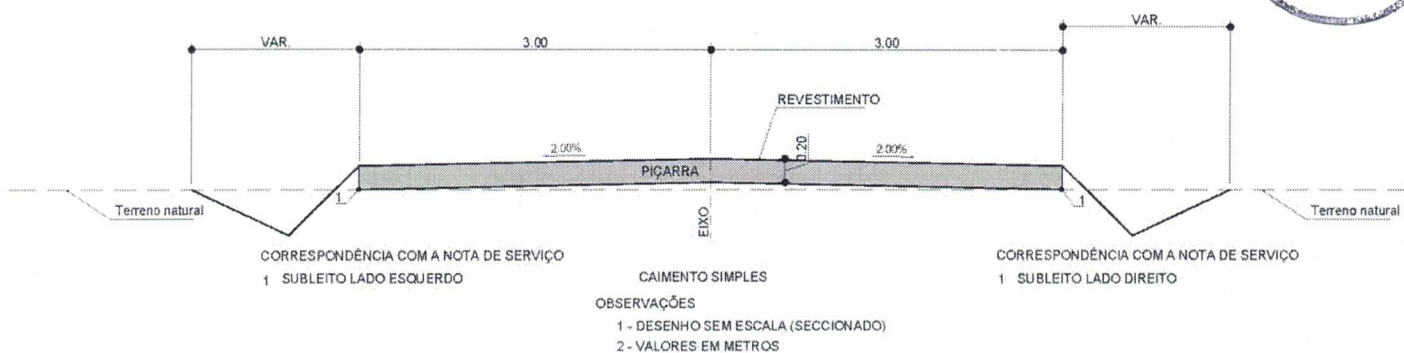 VAR.
3.00
3.00
VAR.
REVESTIMENTO
2.00%
0.20
2.00%
PIÇARRA
1
1
Terreno natural
Terreno natural
EIXO
CORRESPONDÊNCIA COM A NOTA DE SERVIÇO
1 SUBLEITO LADO ESQUERDO
CAIMENTO SIMPLES
CORRESPONDÊNCIA COM A NOTA DE SERVIÇO
1 SUBLEITO LADO DIREITO
OBSERVAÇÕES
1 - DESENHO SEM ESCALA (SECCIONADO)
2 - VALORES EM METROS